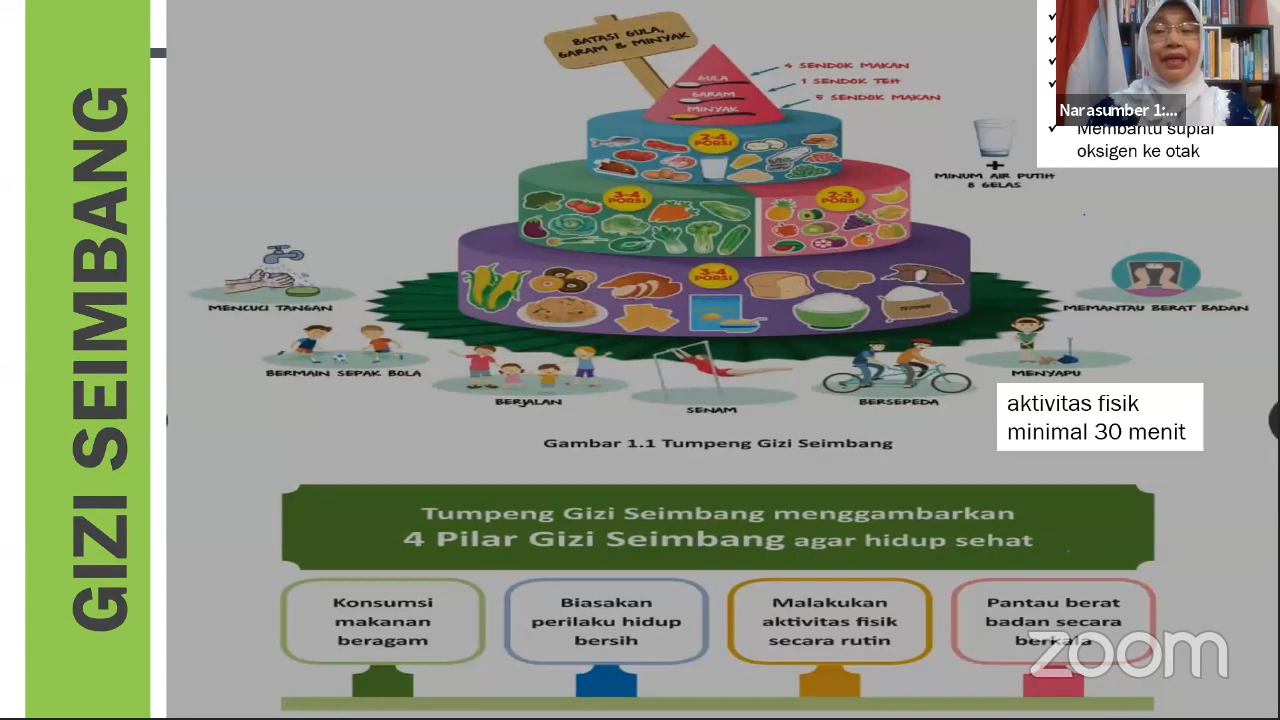 GIZI SEIMBANG
BATASI GULA,
GARAM & MINYAK
GULA
GARAM
MINYAK
4 SENDOK MAKAN
1 SENDOK TEH
5 SENDOK MAKAN
2-4
PORSI
3-4
PORSI
2-3
PORSI
3-4
PORSI
MINUM AIR PUTIH
8 GELAS
Narasumber 1:...
Membantu suplai
oksigen ke otak
MENCUCI TANGAN
BERMAIN SEPAK BOLA
BERJALAN
SENAM
BERSEPEDA
MENYAPU
MEMANTAU BERAT BADAN
aktivitas fisik
minimal 30 menit
Gambar 1.1 Tumpeng Gizi Seimbang
Tumpeng Gizi Seimbang menggambarkan
4 Pilar Gizi Seimbang agar hidup sehat
Konsumsi
makanan
beragam
Biasakan
perilaku hidup
bersih
Malakukan
aktivitas fisik
secara rutin
Pantau berat
badan secara
berkala
zoom